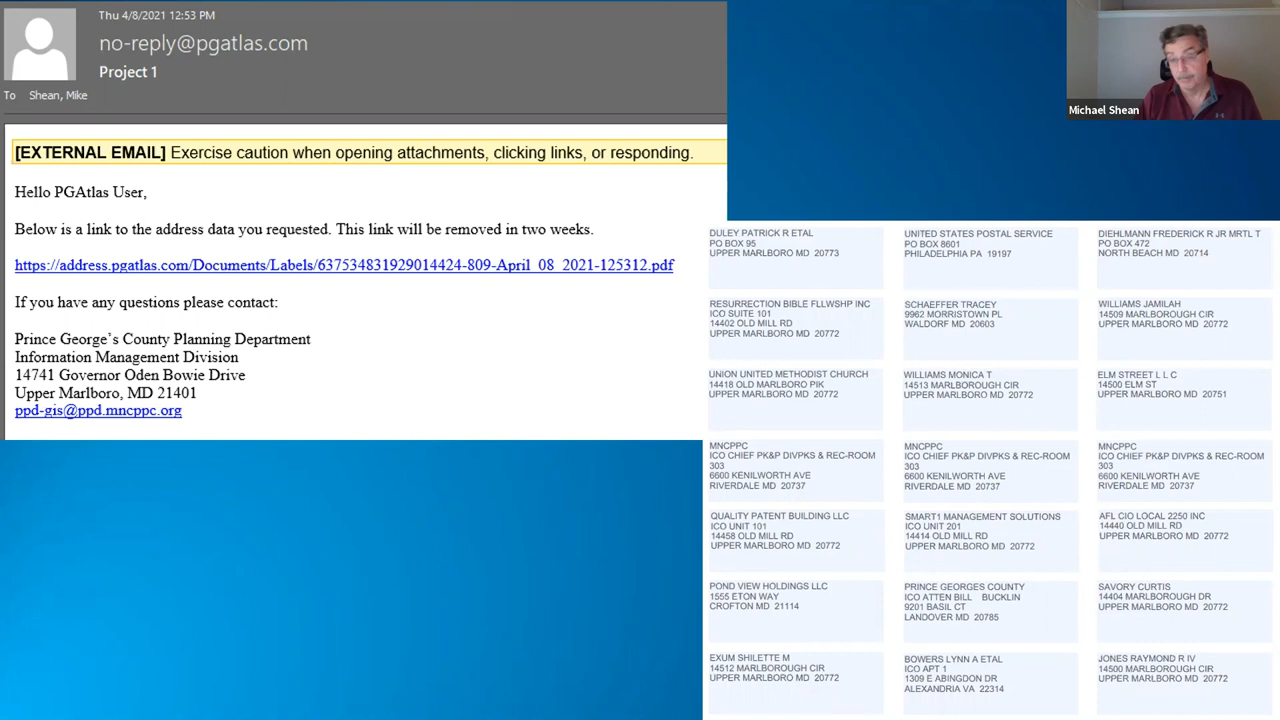 Thu 4/8/2021 12:53 PM
no-reply@pgatlas.com
Project 1
To Shean, Mike
[EXTERNAL EMAIL] Exercise caution when opening attachments, clicking links, or responding.
Hello PGAtlas User,
Below is a link to the address data you requested. This link will be removed in two weeks.
https://address.pgatlas.com/Documents/Labels/637534831929014424-809-April_08_2021-125312.pdf
If you have any questions please contact:
Prince George's County Planning Department
Information Management Division
14741 Governor Oden Bowie Drive
Upper Marlboro, MD 21401
ppd-gis@ppd.mncppc.org
Michael Shean
DULEY PATRICK R ETAL
PO BOX 95
UPPER MARLBORO MD 20773
UNITED STATES POSTAL SERVICE
PO BOX 8601
PHILADELPHIA PA 19197
DIEHLMANN FREDERICK R JR MRTL T
PO BOX 472
NORTH BEACH MD 20714
RESURRECTION BIBLE FLLWSHP INC
ICO SUITE 101
14402 OLD MILL RD
UPPER MARLBORO MD 20772
SCHAEFFER TRACEY
9962 MORRISTOWN PL
WALDORF MD 20603
WILLIAMS JAMILAH
14509 MARLBOROUGH CIR
UPPER MARLBORO MD 20772
UNION UNITED METHODIST CHURCH
14418 OLD MARLBORO PIK
UPPER MARLBORO MD 20772
WILLIAMS MONICA T
14513 MARLBOROUGH CIR
UPPER MARLBORO MD 20772
ELM STREET L L C
14500 ELM ST
UPPER MARLBORO MD 20751
MNCPPC
ICO CHIEF PK&P DIVPKS & REC-ROOM
303
6600 KENILWORTH AVE
RIVERDALE MD 20737
MNCPPC
ICO CHIEF PK&P DIVPKS & REC-ROOM
303
6600 KENILWORTH AVE
RIVERDALE MD 20737
MNCPPC
ICO CHIEF PK&P DIVPKS & REC-ROOM
303
6600 KENILWORTH AVE
RIVERDALE MD 20737
QUALITY PATENT BUILDING LLC
ICO UNIT 101
14458 OLD MILL RD
UPPER MARLBORO MD 20772
SMART1 MANAGEMENT SOLUTIONS
ICO UNIT 201
14414 OLD MILL RD
UPPER MARLBORO MD 20772
AFL CIO LOCAL 2250 INC
14440 OLD MILL RD
UPPER MARLBORO MD 20772
POND VIEW HOLDINGS LLC
1555 ETON WAY
CROFTON MD 21114
PRINCE GEORGES COUNTY
ICO ATTEN BILL BUCKLIN
9201 BASIL CT
LANDOVER MD 20785
SAVORY CURTIS
14404 MARLBOROUGH DR
UPPER MARLBORO MD 20772
EXUM SHILETTE M
14512 MARLBOROUGH CIR
UPPER MARLBORO MD 20772
BOWERS LYNN A ETAL
ICO APT 1
1309 E ABINGDON DR
ALEXANDRIA VA 22314
JONES RAYMOND R IV
14500 MARLBOROUGH CIR
UPPER MARLBORO MD 20772